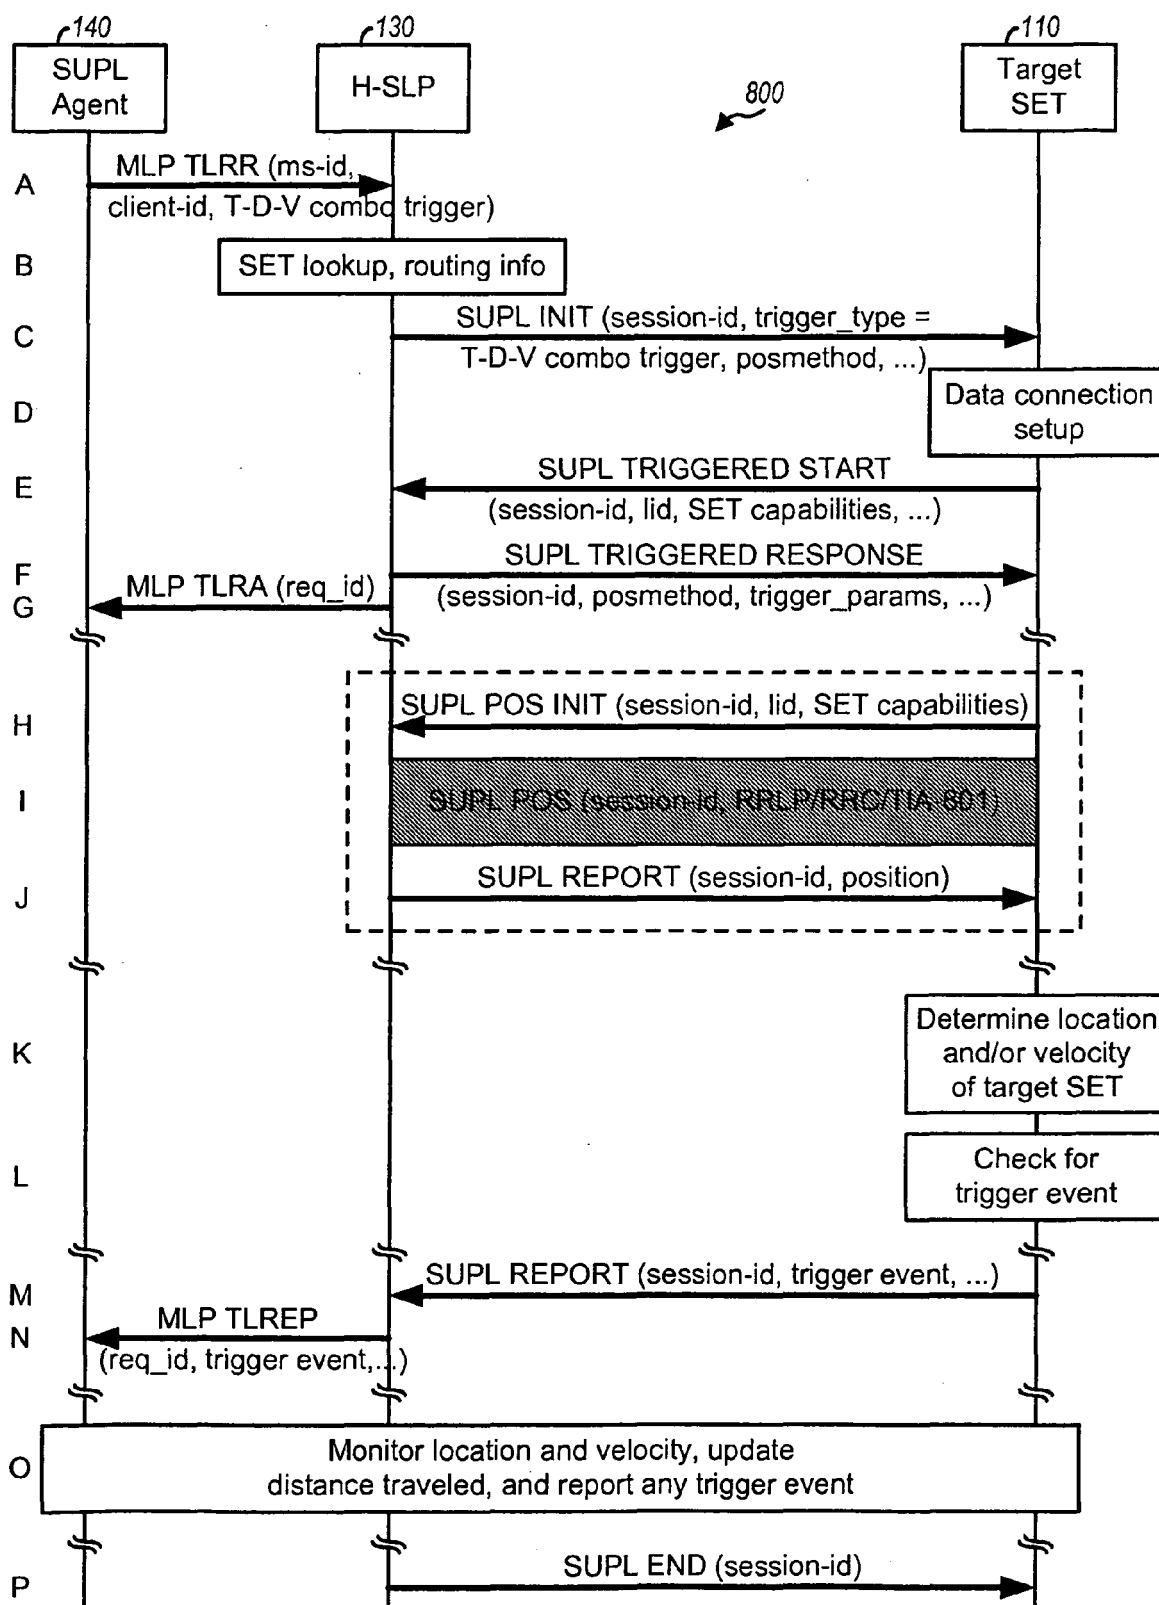 140
130
110
SUPL
Agent
H-SLP
Target
SET
800
A
MLP TLRR (ms-id,
client-id, T-D-V combo trigger)
B
SET lookup, routing info
C
SUPL INIT (session-id, trigger_type =
T-D-V combo trigger, posmethod, ...)
D
Data connection
setup
E
SUPL TRIGGERED START
(session-id, lid, SET capabilities, ...)
F
SUPL TRIGGERED RESPONSE
(session-id, posmethod, trigger_params, ...)
G
MLP TLRA (req_id)
H
SUPL POS INIT (session-id, lid, SET capabilities)
I
SUPL POS (session-id, RRLP/RRC/TIA-801)
J
SUPL REPORT (session-id, position)
K
Determine location
and/or velocity
of target SET
L
Check for
trigger event
M
SUPL REPORT (session-id, trigger event, ...)
N
MLP TLREP
(req_id, trigger event,...)
O
Monitor location and velocity, update
distance traveled, and report any trigger event
P
SUPL END (session-id)